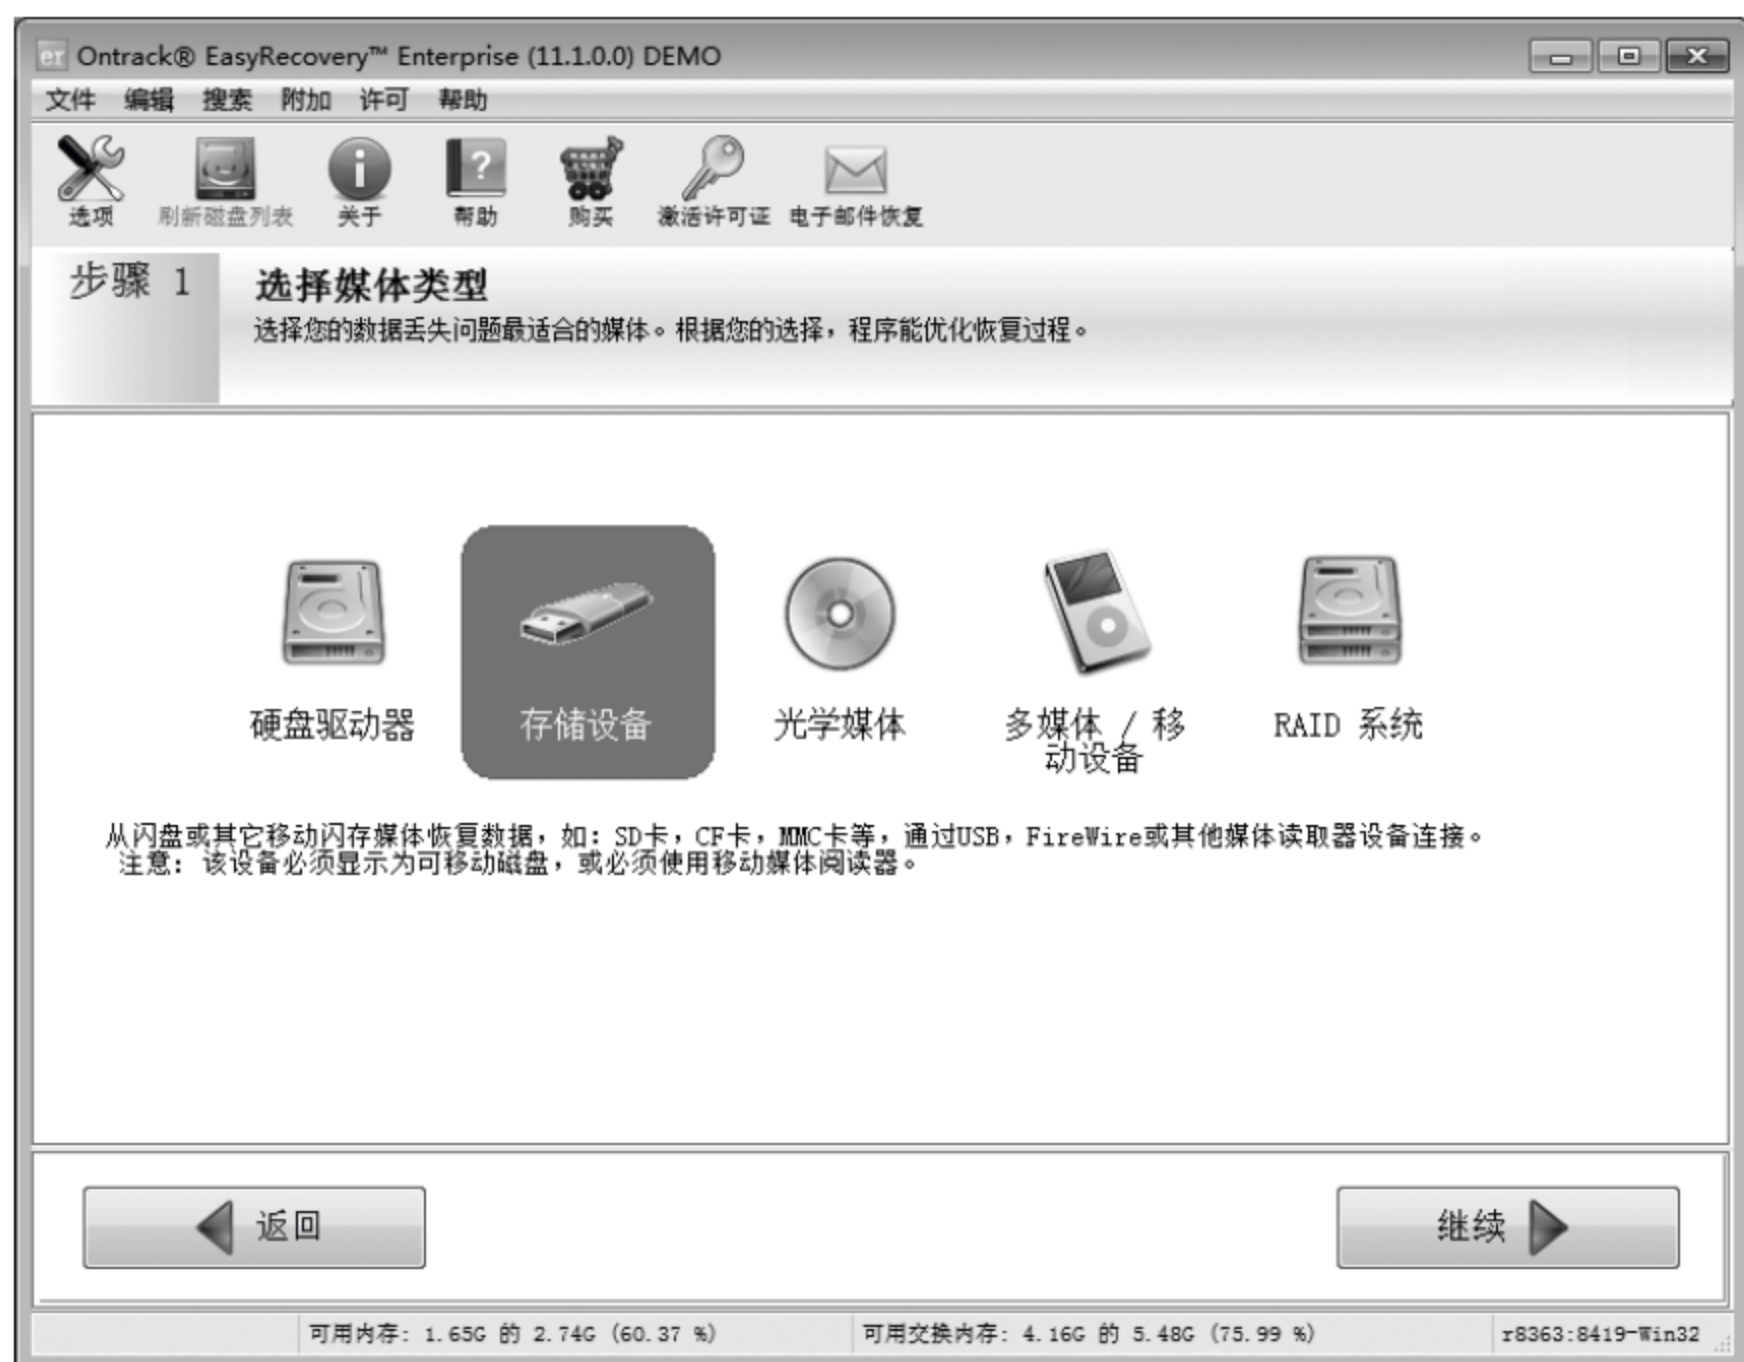 er Ontrack® EasyRecovery™ Enterprise (11.1.0.0) DEMO
文件 编辑 搜索 附加 许可 帮助
选项 刷新磁盘列表 关于 帮助 购买 激活许可证 电子邮件恢复
步骤 1
选择媒体类型
选择您的数据丢失问题最适合的媒体。根据您的选择，程序能优化恢复过程。
硬盘驱动器 存储设备 光学媒体 多媒体 / 移 RAID 系统
动设备
从闪盘或其它移动闪存媒体恢复数据，如: SD卡，CF卡，MMC卡等，通过USB，FireWire或其他媒体读取器设备连接。
注意: 该设备必须显示为可移动磁盘，或必须使用移动媒体阅读器。
返回 继续
可用内存: 1.65G 的 2.74G (60.37 %) 可用交换内存: 4.16G 的 5.48G (75.99 %) r8363:8419-Win32